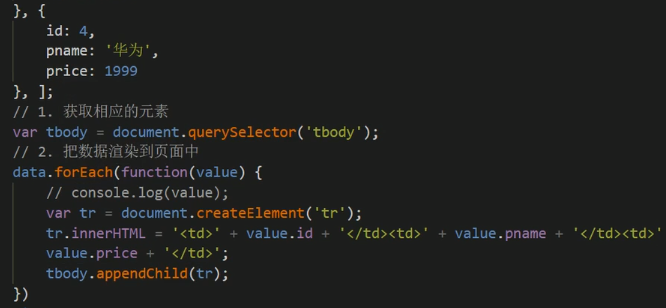 }, {
    id: 4,
    pname: '华为',
    price: 1999
}, ];
// 1. 获取相应的元素
var tbody = document.querySelector('tbody');
// 2. 把数据渲染到页面中
data.forEach(function(value) {
    // console.log(value);
    var tr = document.createElement('tr');
    tr.innerHTML = '<td>' + value.id + '</td><td>' + value.pname + '</td><td>'
    value.price + '</td>';
    tbody.appendChild(tr);
})